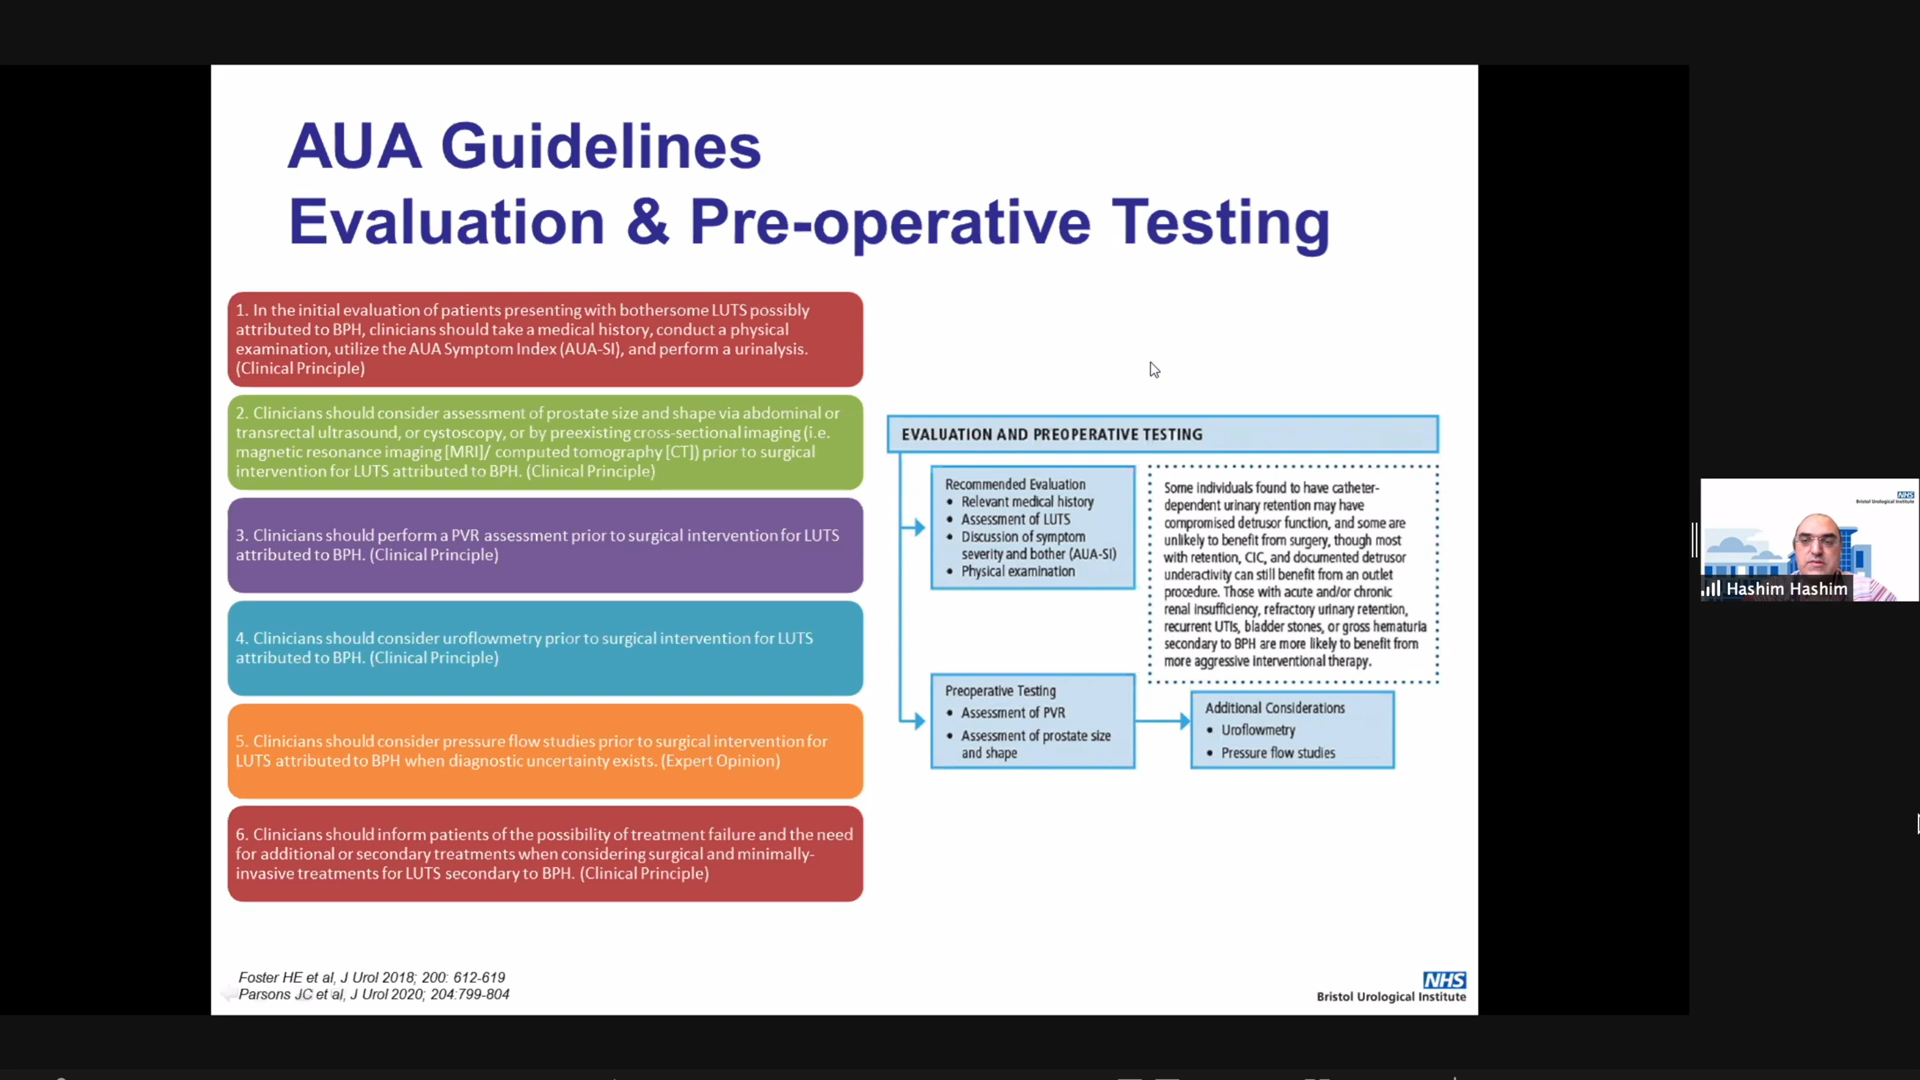 AUA Guidelines
Evaluation & Pre-operative Testing
1. In the initial evaluation of patients presenting with bothersome LUTS possibly
attributed to BPH, clinicians should take a medical history, conduct a physical
examination, utilize the AUA Symptom Index (AUA-SI), and perform a urinalysis.
(Clinical Principle)
2. Clinicians should consider assessment of prostate size and shape via abdominal or
transrectal ultrasound, or cystoscopy, or by preexisting cross-sectional imaging (i.e.
magnetic resonance imaging [MRI]/ computed tomography [CT]) prior to surgical
intervention for LUTS attributed to BPH. (Clinical Principle)
3. Clinicians should perform a PVR assessment prior to surgical intervention for LUTS
attributed to BPH. (Clinical Principle)
4. Clinicians should consider uroflowmetry prior to surgical intervention for LUTS
attributed to BPH. (Clinical Principle)
5. Clinicians should consider pressure flow studies prior to surgical intervention for
LUTS attributed to BPH when diagnostic uncertainty exists. (Expert Opinion)
6. Clinicians should inform patients of the possibility of treatment failure and the need
for additional or secondary treatments when considering surgical and minimally-
invasive treatments for LUTS secondary to BPH. (Clinical Principle)
EVALUATION AND PREOPERATIVE TESTING
Recommended Evaluation
• Relevant medical history
• Assessment of LUTS
• Discussion of symptom
severity and bother (AUA-SI)
• Physical examination
Some individuals found to have catheter-
dependent urinary retention may have
compromised detrusor function, and some are
unlikely to benefit from surgery, though most
with retention, CIC, and documented detrusor
underactivity can still benefit from an outlet
procedure. Those with acute and/or chronic
renal insufficiency, refractory urinary retention,
recurrent UTIs, bladder stones, or gross hematuria
secondary to BPH are more likely to benefit from
more aggressive interventional therapy.
Preoperative Testing
• Assessment of PVR
• Assessment of prostate size
and shape
Additional Considerations
• Uroflowmetry
• Pressure flow studies
Foster HE et al, J Urol 2018; 200: 612-619
Parsons JC et al, J Urol 2020; 204:799-804
NHS
Bristol Urological Institute
NHS
Bristol Urological Institute
Hashim Hashim